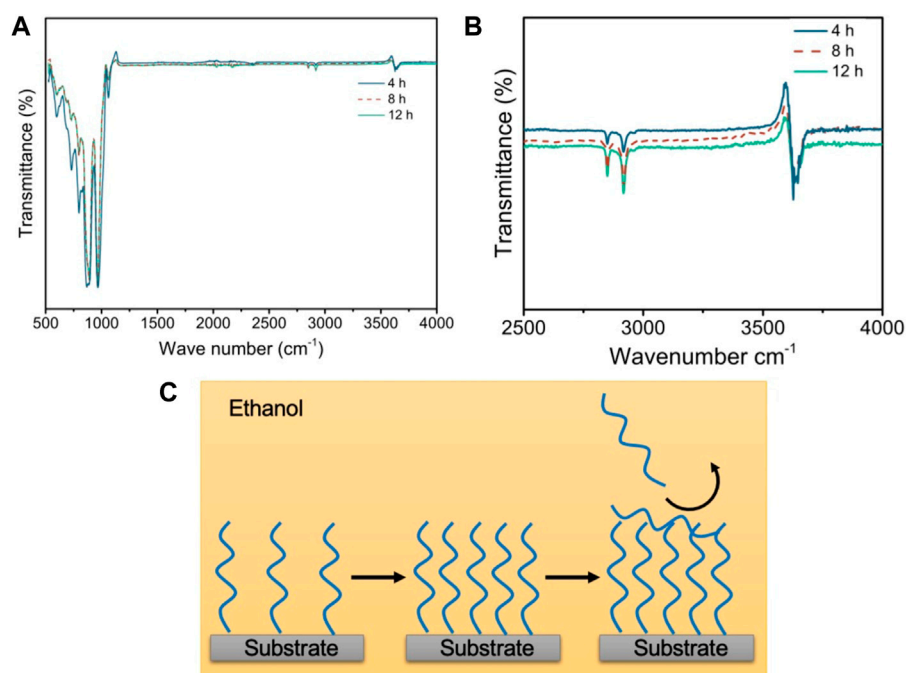 A
Transmittance (%)
4 h
8 h
12 h
500 1000 1500 2000 2500 3000 3500 4000
Wave number (cm⁻¹)
B
Transmittance (%)
4 h
8 h
12 h
2500 3000 3500 4000
Wavenumber cm⁻¹
C
Ethanol
Substrate Substrate Substrate